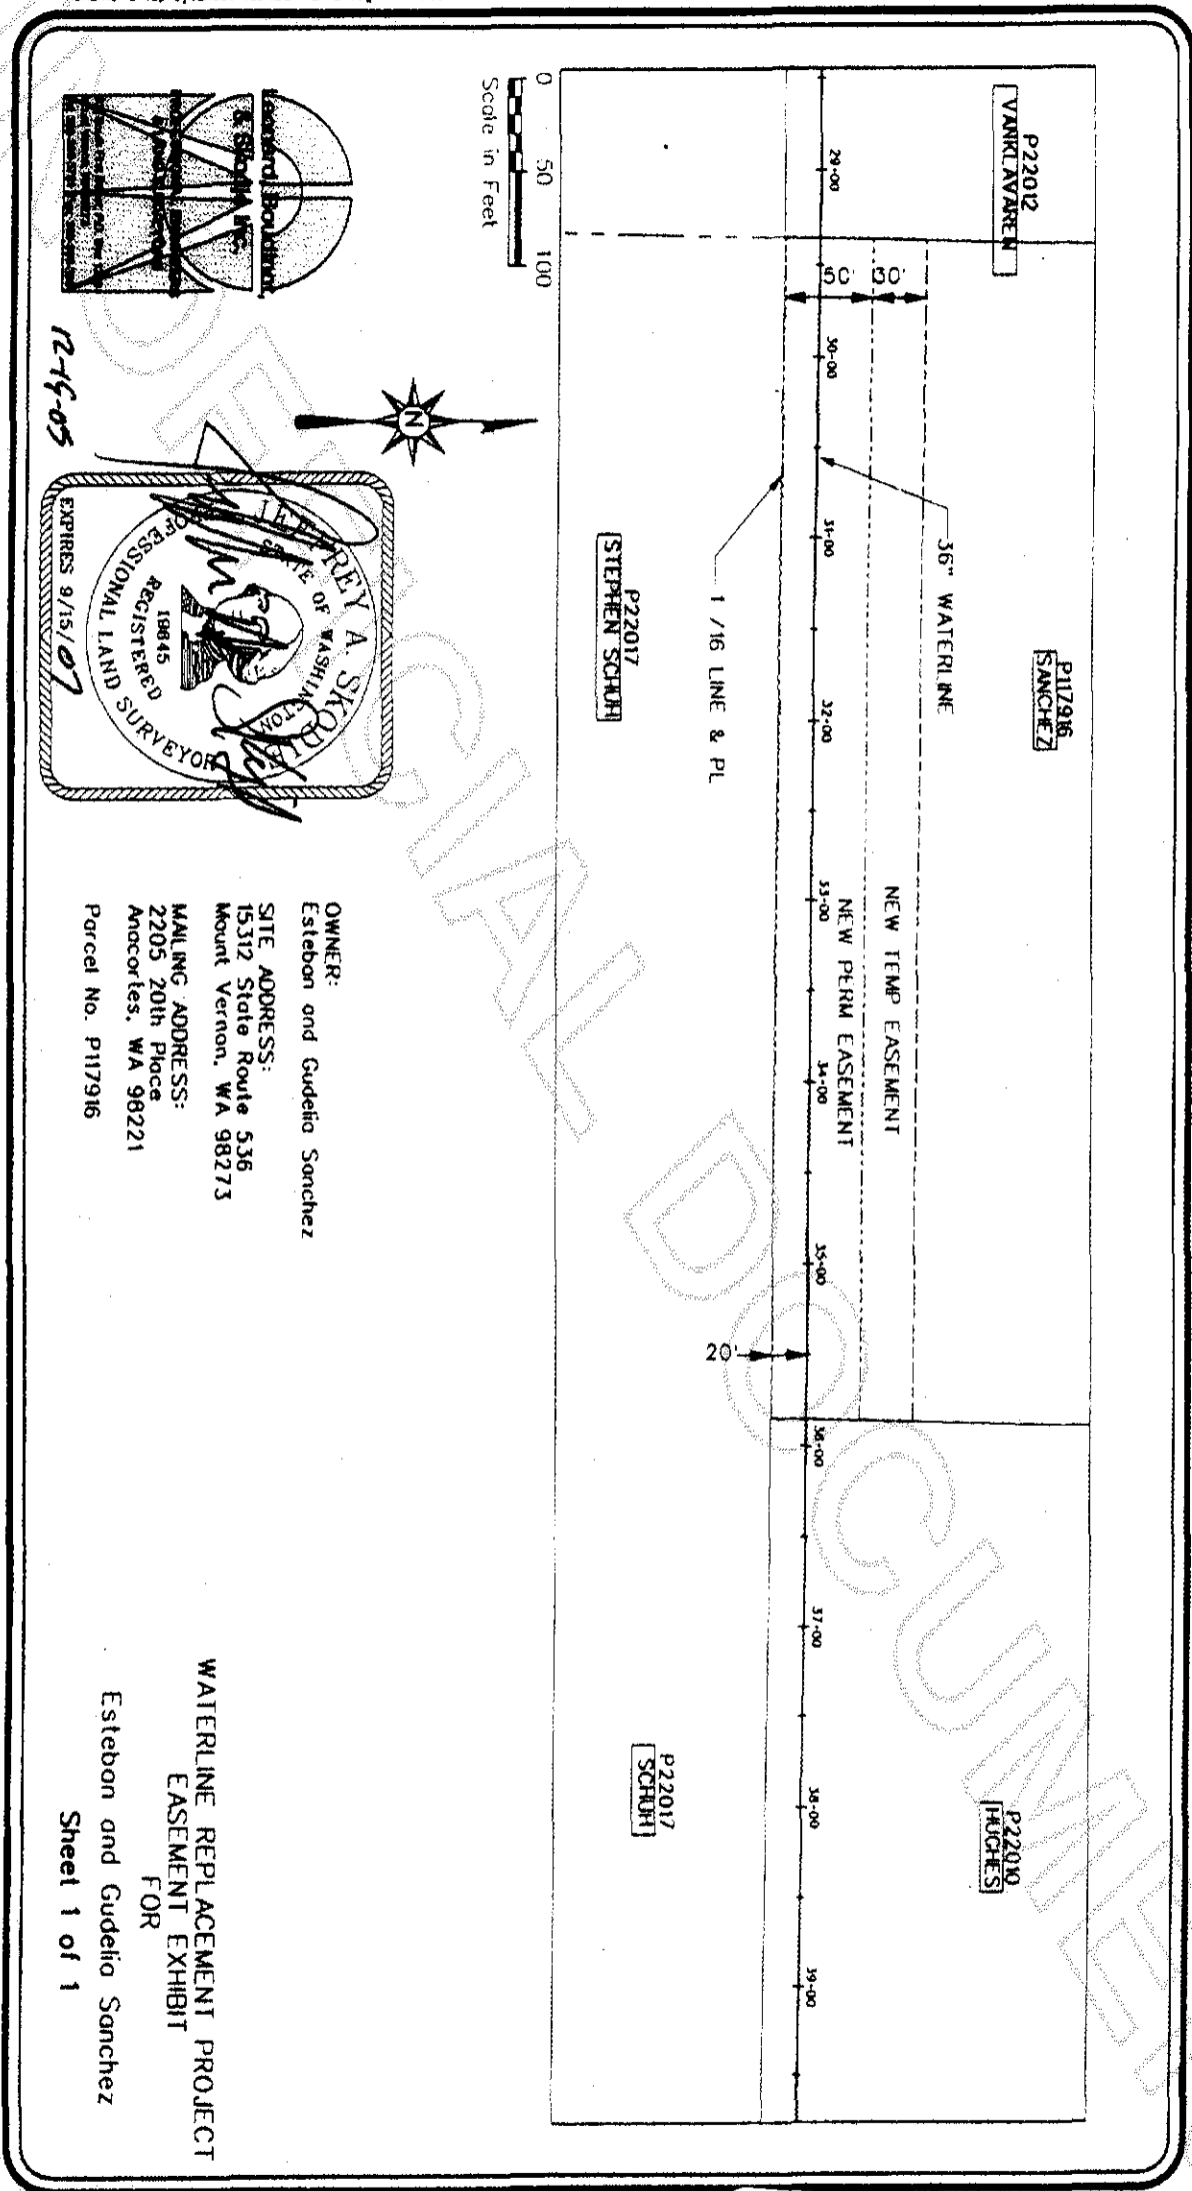 P22012
VANKLAVAREN
P117916
SANCHEZ
P22010
HUGHES
36" WATERLINE
NEW TEMP EASEMENT
NEW PERM EASEMENT
30'
50'
29+00
30+00
31+00
32+00
33+00
34+00
35+00
36+00
37+00
38+00
39+00
20'
1 /16 LINE & PL
P22017
STEPHEN SCHUH
P22017
SCHUH
0 50 100
Scale in Feet
N
Leonard, Boudinot,
& Skodje, INC.
JEFFREY A. SKODJE
STATE OF WASHINGTON
19645
REGISTERED
PROFESSIONAL LAND SURVEYOR
EXPIRES 9/15/07
OWNER:
Esteban and Gudelia Sanchez
SITE ADDRESS:
15312 State Route 536
Mount Vernon, WA 98273
MAILING ADDRESS:
2205 20th Place
Anacortes, WA 98221
Parcel No. P117916
WATERLINE REPLACEMENT PROJECT
EASEMENT EXHIBIT
FOR
Esteban and Gudelia Sanchez
Sheet 1 of 1